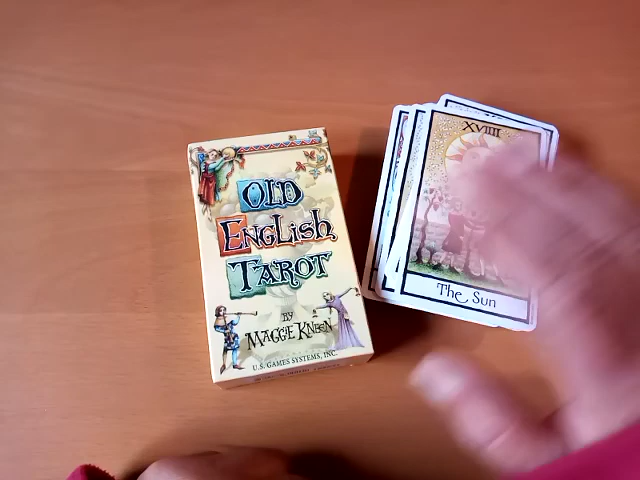 OLD
ENGLISH
TAROT
BY
MAGGIE KNEEN
U.S. GAMES SYSTEMS, INC.
XVIIII
The Sun